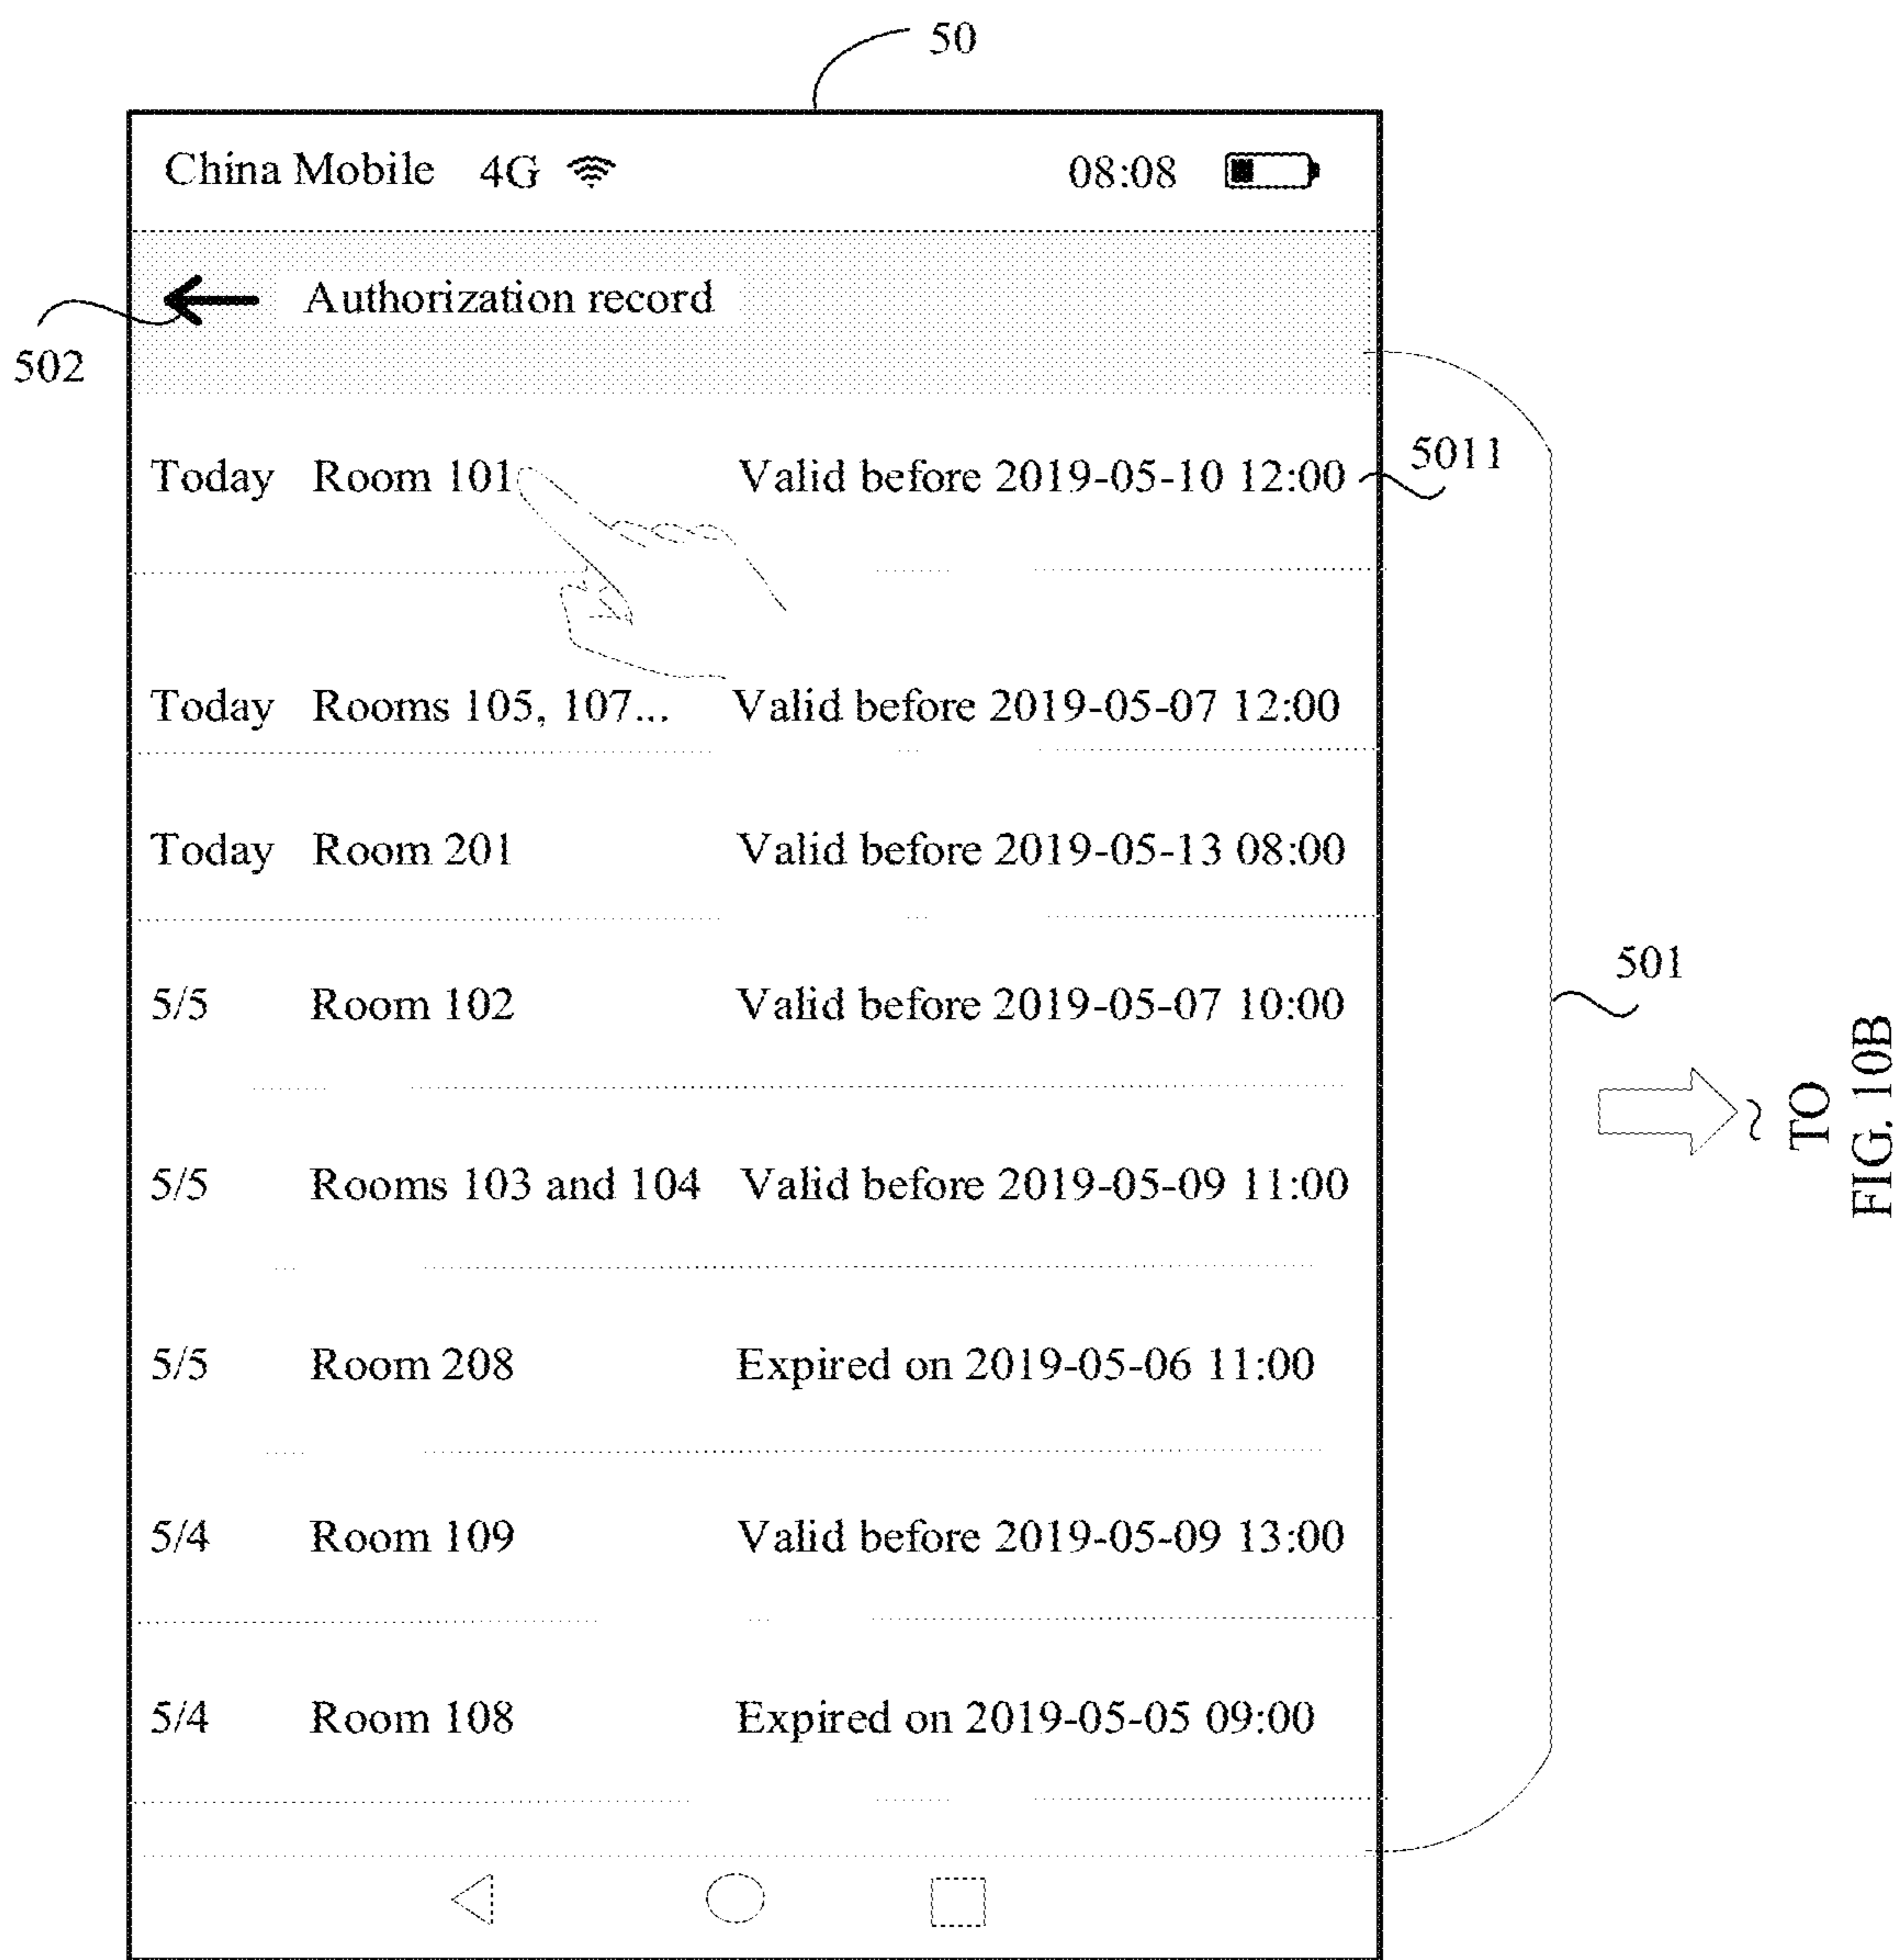 50
China Mobile 4G 08:08
Authorization record
502
Today Room 101 Valid before 2019-05-10 12:00 5011
Today Rooms 105, 107... Valid before 2019-05-07 12:00
Today Room 201 Valid before 2019-05-13 08:00
501
5/5 Room 102 Valid before 2019-05-07 10:00
TO
FIG. 10B
5/5 Rooms 103 and 104 Valid before 2019-05-09 11:00
5/5 Room 208 Expired on 2019-05-06 11:00
5/4 Room 109 Valid before 2019-05-09 13:00
5/4 Room 108 Expired on 2019-05-05 09:00